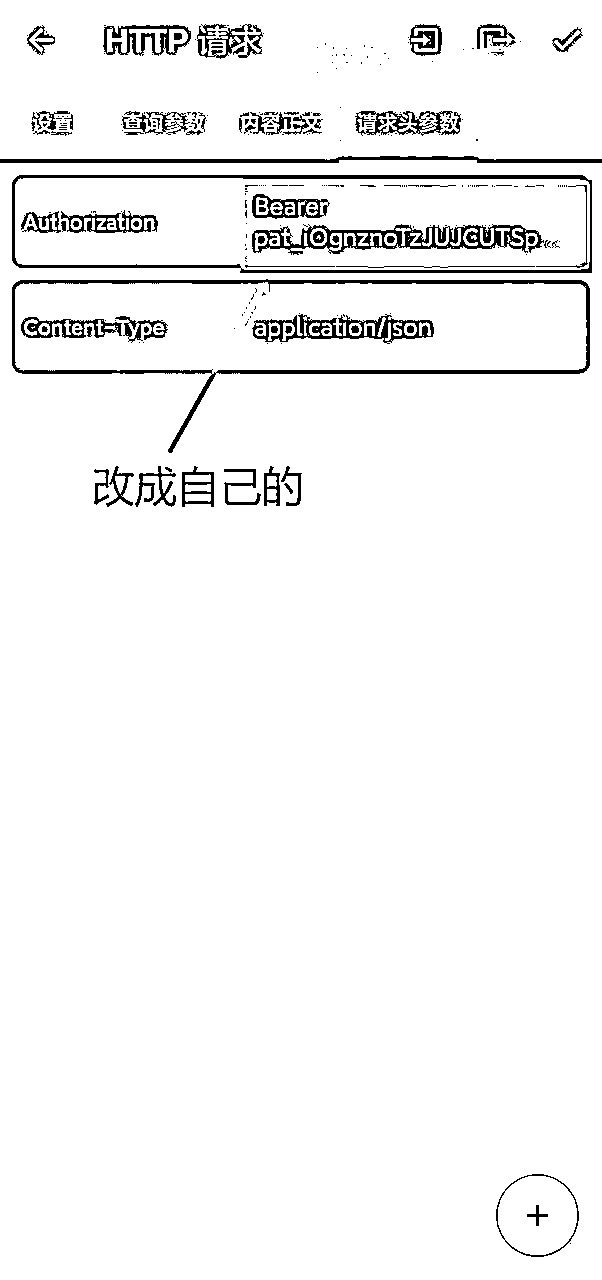 HTTP 请求
设置 查询参数 内容正文 请求头参数
Authorization
Bearer
pat_iOgnznoTzJUJCUTSp...
Content-Type
application/json
改成自己的